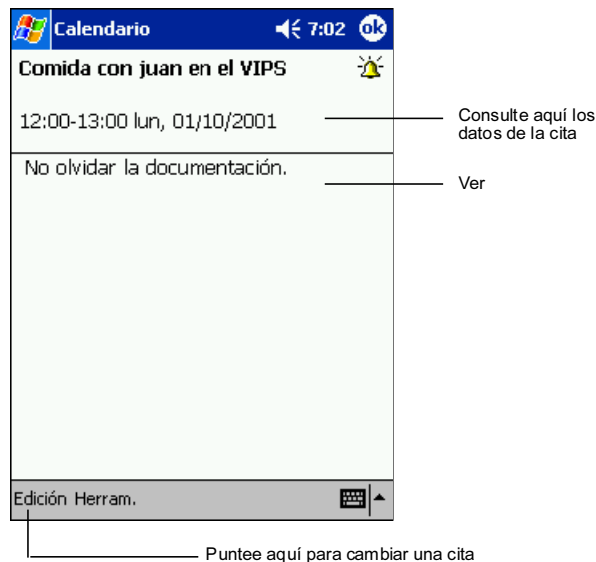 Calendario 7:02 ok
Comida con juan en el VIPS
12:00-13:00 lun, 01/10/2001
Consulte aquí los
datos de la cita
No olvidar la documentación.
Ver
Edición Herram.
Puntee aquí para cambiar una cita